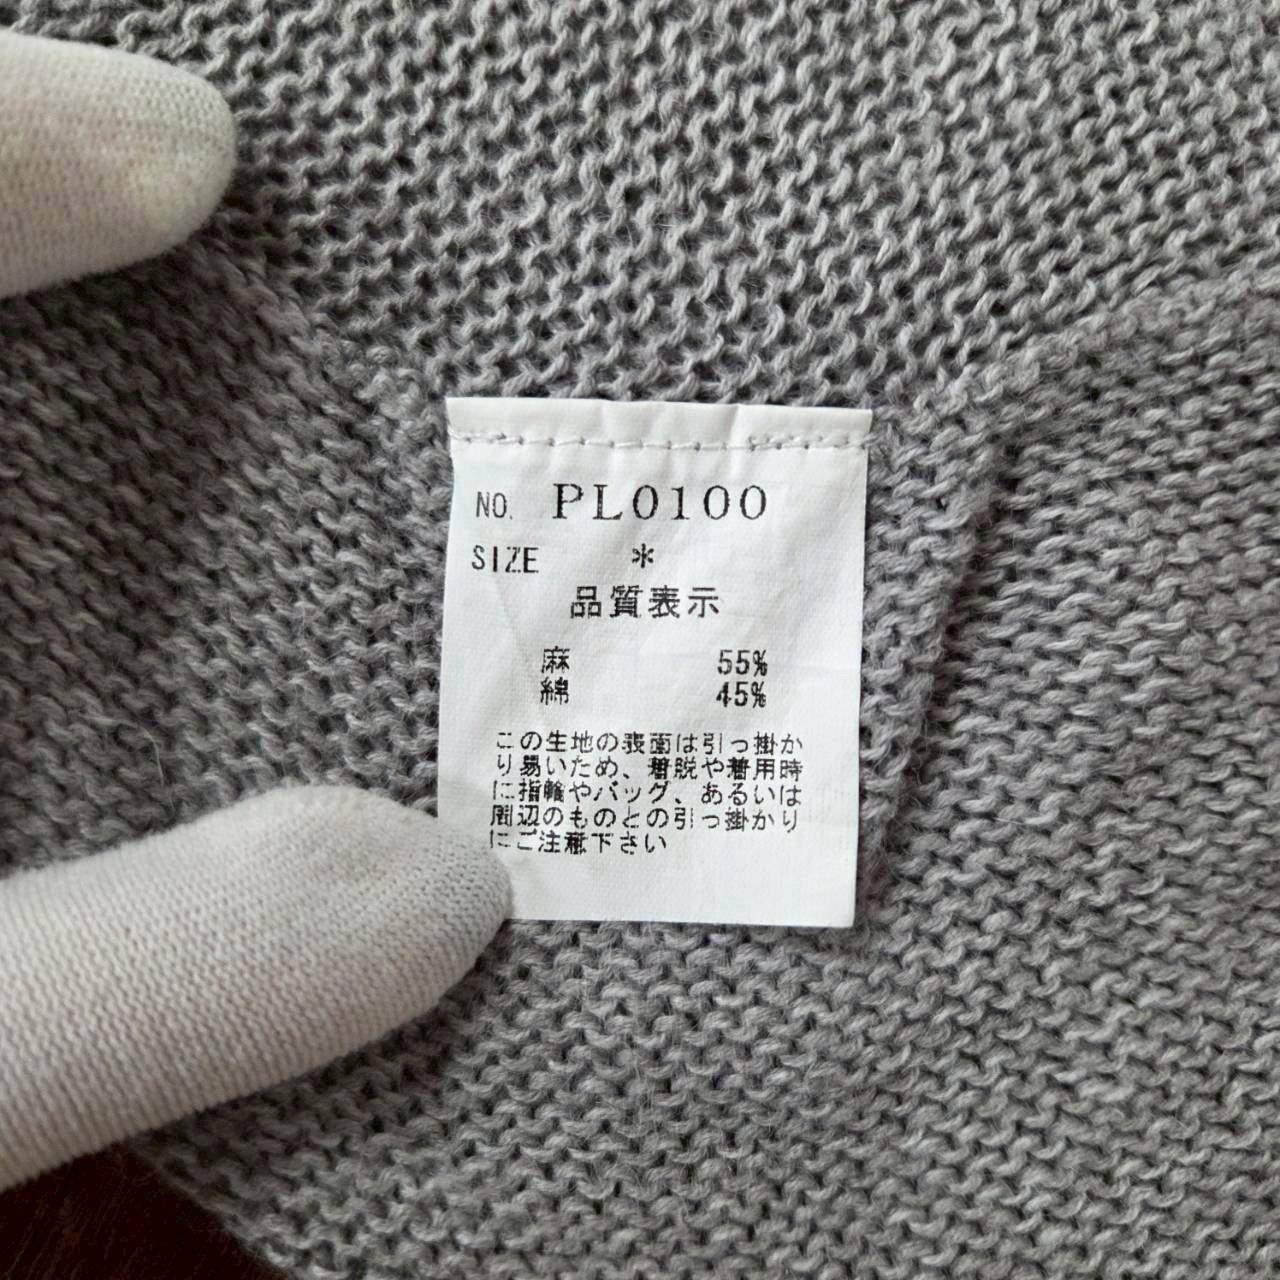 NO. PL0100
SIZE *
品質表示
麻 55%
綿 45%
この生地の表面は引っ掛か
り易いため、着脱や着用時
に指輪やバッグ、あるいは
周辺のものとの引っ掛かり
にご注意下さい